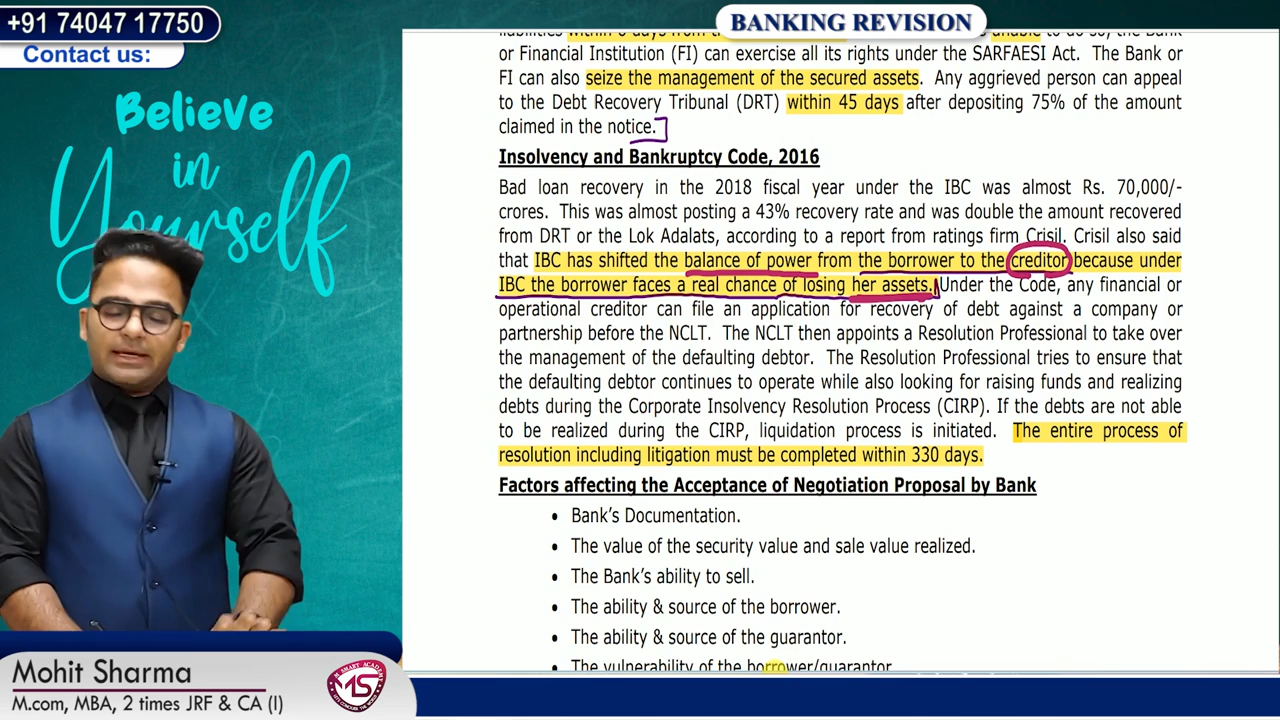 +91 74047 17750
Contact us:
BANKING REVISION
Believe
in
Yourself
or Financial Institution (FI) can exercise all its rights under the SARFAESI Act. The Bank or
FI can also seize the management of the secured assets. Any aggrieved person can appeal
to the Debt Recovery Tribunal (DRT) within 45 days after depositing 75% of the amount
claimed in the notice.
Insolvency and Bankruptcy Code, 2016
Bad loan recovery in the 2018 fiscal year under the IBC was almost Rs. 70,000/-
crores. This was almost posting a 43% recovery rate and was double the amount recovered
from DRT or the Lok Adalats, according to a report from ratings firm Crisil. Crisil also said
that IBC has shifted the balance of power from the borrower to the creditor because under
IBC the borrower faces a real chance of losing her assets. Under the Code, any financial or
operational creditor can file an application for recovery of debt against a company or
partnership before the NCLT. The NCLT then appoints a Resolution Professional to take over
the management of the defaulting debtor. The Resolution Professional tries to ensure that
the defaulting debtor continues to operate while also looking for raising funds and realizing
debts during the Corporate Insolvency Resolution Process (CIRP). If the debts are not able
to be realized during the CIRP, liquidation process is initiated. The entire process of
resolution including litigation must be completed within 330 days.
Factors affecting the Acceptance of Negotiation Proposal by Bank
• Bank's Documentation.
• The value of the security value and sale value realized.
• The Bank's ability to sell.
• The ability & source of the borrower.
• The ability & source of the guarantor.
• The vulnerability of the borrower/guarantor
Mohit Sharma
M.com, MBA, 2 times JRF & CA (I)
MS